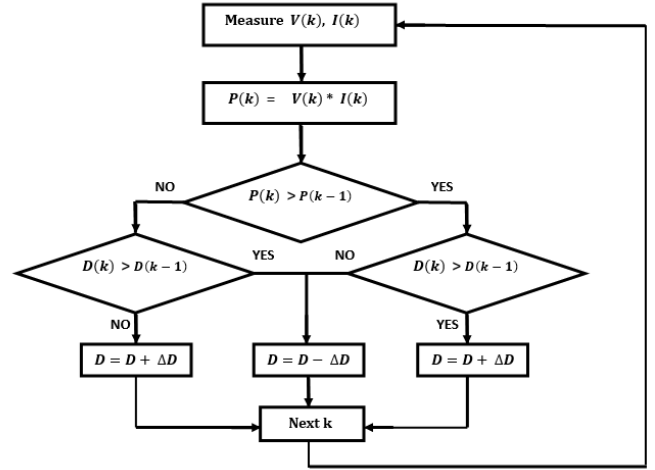 Measure V(k), I(k)
P(k) = V(k) * I(k)
NO
P(k) > P(k − 1)
YES
D(k) > D(k − 1)
YES
NO
D(k) > D(k − 1)
NO
YES
D = D + ΔD
D = D − ΔD
D = D + ΔD
Next k